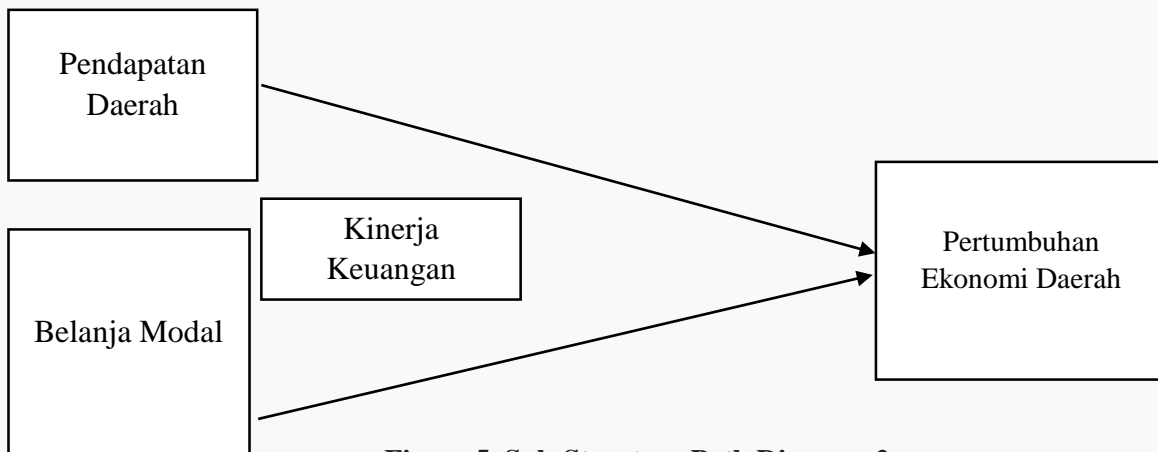 Pendapatan
Daerah
Kinerja
Keuangan
Pertumbuhan
Ekonomi Daerah
Belanja Modal